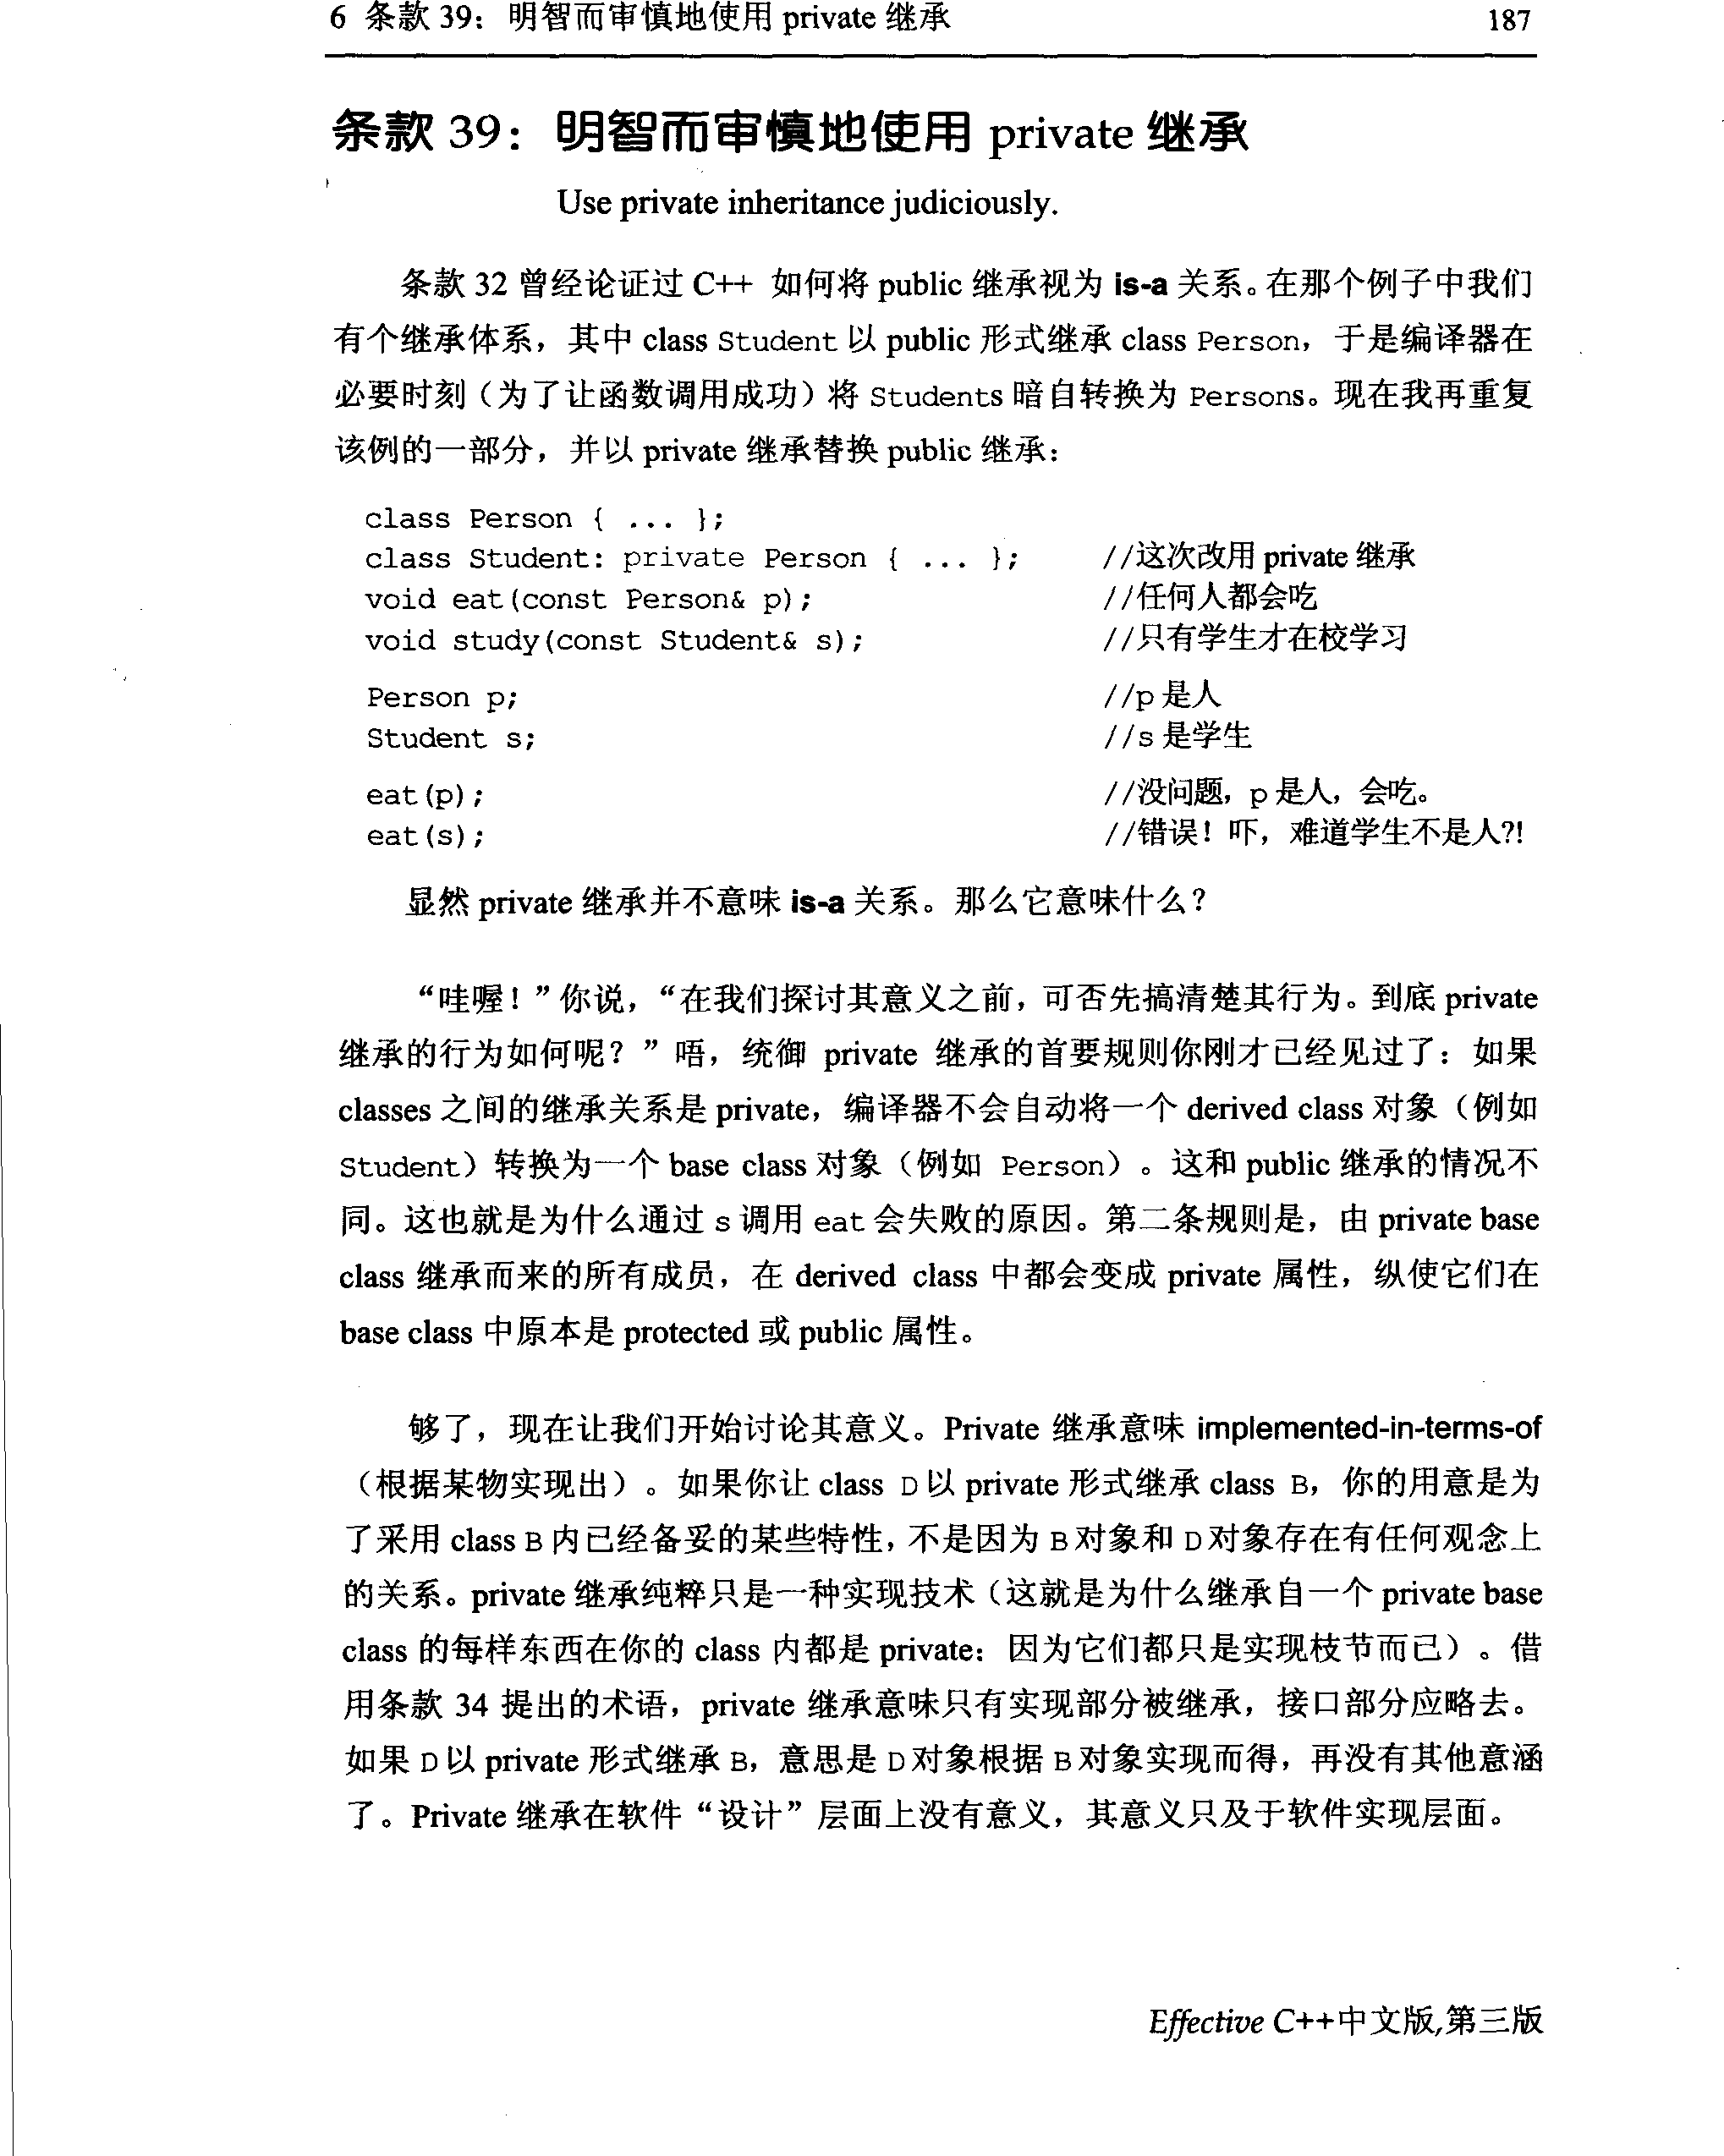 6 条款 39：明智而审慎地使用 private 继承 187
条款 39：明智而审慎地使用 private 继承
Use private inheritance judiciously.
条款 32 曾经论证过 C++ 如何将 public 继承视为 is-a 关系。在那个例子中我们
有个继承体系，其中 class Student 以 public 形式继承 class Person，于是编译器在
必要时刻（为了让函数调用成功）将 Students 暗自转换为 Persons。现在我再重复
该例的一部分，并以 private 继承替换 public 继承：
class Person { ... };
class Student: private Person { ... }; //这次改用 private 继承
void eat(const Person& p); //任何人都会吃
void study(const Student& s); //只有学生才在校学习
Person p; //p 是人
Student s; //s 是学生
eat(p); //没问题，p 是人，会吃。
eat(s); //错误！吓，难道学生不是人?!
显然 private 继承并不意味 is-a 关系。那么它意味什么？
“哇喔！”你说，“在我们探讨其意义之前，可否先搞清楚其行为。到底 private
继承的行为如何呢？”唔，统御 private 继承的首要规则你刚才已经见过了：如果
classes 之间的继承关系是 private，编译器不会自动将一个 derived class 对象（例如
Student）转换为一个 base class 对象（例如 Person）。这和 public 继承的情况不
同。这也就是为什么通过 s 调用 eat 会失败的原因。第二条规则是，由 private base
class 继承而来的所有成员，在 derived class 中都会变成 private 属性，纵使它们在
base class 中原本是 protected 或 public 属性。
够了，现在让我们开始讨论其意义。Private 继承意味 implemented-in-terms-of
（根据某物实现出）。如果你让 class D 以 private 形式继承 class B，你的用意是为
了采用 class B 内已经备妥的某些特性，不是因为 B 对象和 D 对象存在有任何观念上
的关系。private 继承纯粹只是一种实现技术（这就是为什么继承自一个 private base
class 的每样东西在你的 class 内都是 private：因为它们都只是实现枝节而已）。借
用条款 34 提出的术语，private 继承意味只有实现部分被继承，接口部分应略去。
如果 D 以 private 形式继承 B，意思是 D 对象根据 B 对象实现而得，再没有其他意涵
了。Private 继承在软件“设计”层面上没有意义，其意义只及于软件实现层面。
Effective C++中文版,第三版